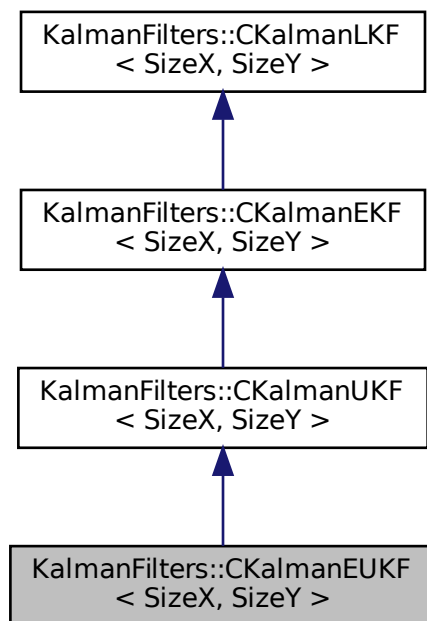 KalmanFilters::CKalmanLKF
< SizeX, SizeY >
KalmanFilters::CKalmanEKF
< SizeX, SizeY >
KalmanFilters::CKalmanUKF
< SizeX, SizeY >
KalmanFilters::CKalmanEUKF
< SizeX, SizeY >